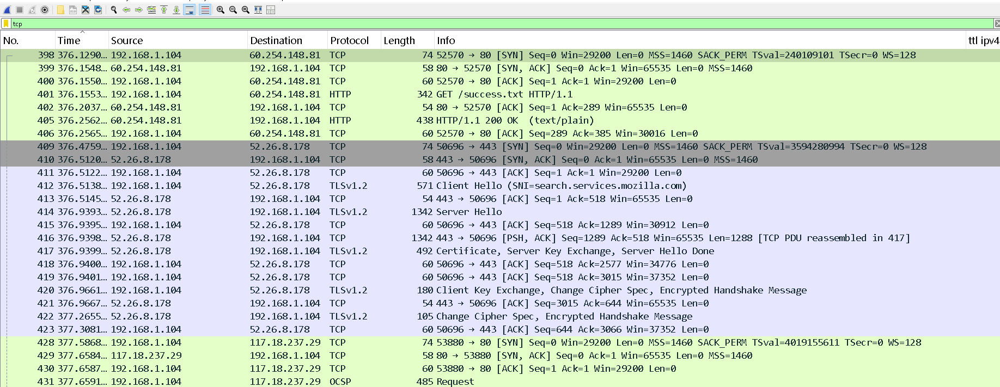 tcp
No. Time Source Destination Protocol Length Info ttl ipv4
398 376.1290… 192.168.1.104 60.254.148.81 TCP 74 52570 → 80 [SYN] Seq=0 Win=29200 Len=0 MSS=1460 SACK_PERM TSval=240109101 TSecr=0 WS=128
399 376.1548… 60.254.148.81 192.168.1.104 TCP 58 80 → 52570 [SYN, ACK] Seq=0 Ack=1 Win=65535 Len=0 MSS=1460
400 376.1550… 192.168.1.104 60.254.148.81 TCP 60 52570 → 80 [ACK] Seq=1 Ack=1 Win=29200 Len=0
401 376.1553… 192.168.1.104 60.254.148.81 HTTP 342 GET /success.txt HTTP/1.1
402 376.2037… 60.254.148.81 192.168.1.104 TCP 54 80 → 52570 [ACK] Seq=1 Ack=289 Win=65535 Len=0
405 376.2562… 60.254.148.81 192.168.1.104 HTTP 438 HTTP/1.1 200 OK (text/plain)
406 376.2565… 192.168.1.104 60.254.148.81 TCP 60 52570 → 80 [ACK] Seq=289 Ack=385 Win=30016 Len=0
409 376.4759… 192.168.1.104 52.26.8.178 TCP 74 50696 → 443 [SYN] Seq=0 Win=29200 Len=0 MSS=1460 SACK_PERM TSval=3594280994 TSecr=0 WS=128
410 376.5120… 52.26.8.178 192.168.1.104 TCP 58 443 → 50696 [SYN, ACK] Seq=0 Ack=1 Win=65535 Len=0 MSS=1460
411 376.5122… 192.168.1.104 52.26.8.178 TCP 60 50696 → 443 [ACK] Seq=1 Ack=1 Win=29200 Len=0
412 376.5138… 192.168.1.104 52.26.8.178 TLSv1.2 571 Client Hello (SNI=search.services.mozilla.com)
413 376.5145… 52.26.8.178 192.168.1.104 TCP 54 443 → 50696 [ACK] Seq=1 Ack=518 Win=65535 Len=0
414 376.9393… 52.26.8.178 192.168.1.104 TLSv1.2 1342 Server Hello
415 376.9395… 192.168.1.104 52.26.8.178 TCP 60 50696 → 443 [ACK] Seq=518 Ack=1289 Win=30912 Len=0
416 376.9398… 52.26.8.178 192.168.1.104 TCP 1342 443 → 50696 [PSH, ACK] Seq=1289 Ack=518 Win=65535 Len=1288 [TCP PDU reassembled in 417]
417 376.9399… 52.26.8.178 192.168.1.104 TLSv1.2 492 Certificate, Server Key Exchange, Server Hello Done
418 376.9400… 192.168.1.104 52.26.8.178 TCP 60 50696 → 443 [ACK] Seq=518 Ack=2577 Win=34776 Len=0
419 376.9401… 192.168.1.104 52.26.8.178 TCP 60 50696 → 443 [ACK] Seq=518 Ack=3015 Win=37352 Len=0
420 376.9661… 192.168.1.104 52.26.8.178 TLSv1.2 180 Client Key Exchange, Change Cipher Spec, Encrypted Handshake Message
421 376.9667… 52.26.8.178 192.168.1.104 TCP 54 443 → 50696 [ACK] Seq=3015 Ack=644 Win=65535 Len=0
422 377.2655… 52.26.8.178 192.168.1.104 TLSv1.2 105 Change Cipher Spec, Encrypted Handshake Message
423 377.3081… 192.168.1.104 52.26.8.178 TCP 60 50696 → 443 [ACK] Seq=644 Ack=3066 Win=37352 Len=0
428 377.5868… 192.168.1.104 117.18.237.29 TCP 74 53880 → 80 [SYN] Seq=0 Win=29200 Len=0 MSS=1460 SACK_PERM TSval=4019155611 TSecr=0 WS=128
429 377.6584… 117.18.237.29 192.168.1.104 TCP 58 80 → 53880 [SYN, ACK] Seq=0 Ack=1 Win=65535 Len=0 MSS=1460
430 377.6587… 192.168.1.104 117.18.237.29 TCP 60 53880 → 80 [ACK] Seq=1 Ack=1 Win=29200 Len=0
431 377.6591… 192.168.1.104 117.18.237.29 OCSP 485 Request